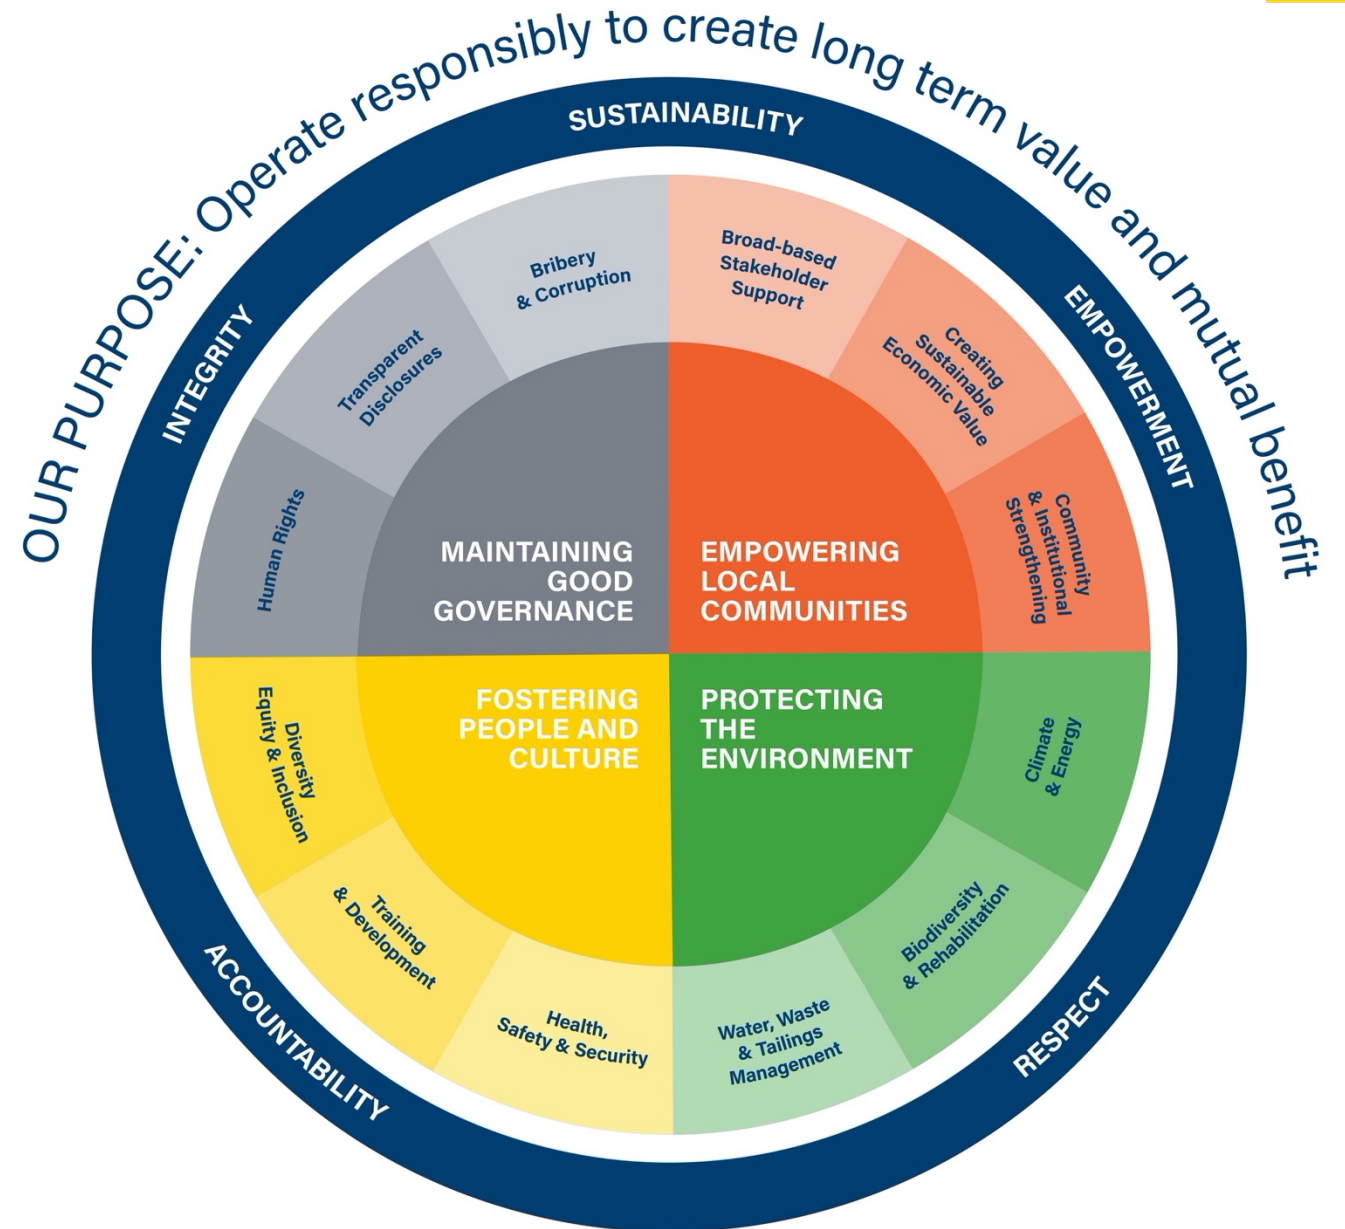 OUR PURPOSE: Operate responsibly to create long term value and mutual benefit
SUSTAINABILITY
EMPOWERMENT
RESPECT
ACCOUNTABILITY
INTEGRITY
Bribery
& Corruption
Transparent
Disclosures
Human Rights
MAINTAINING
GOOD
GOVERNANCE
Broad-based
Stakeholder
Support
Creating
Sustainable
Economic Value
Community
& Institutional
Strengthening
EMPOWERING
LOCAL
COMMUNITIES
FOSTERING
PEOPLE AND
CULTURE
Diversity
Equity & Inclusion
Training
& Development
Health,
Safety & Security
PROTECTING
THE
ENVIRONMENT
Climate
& Energy
Biodiversity
& Rehabilitation
Water, Waste
& Tailings
Management